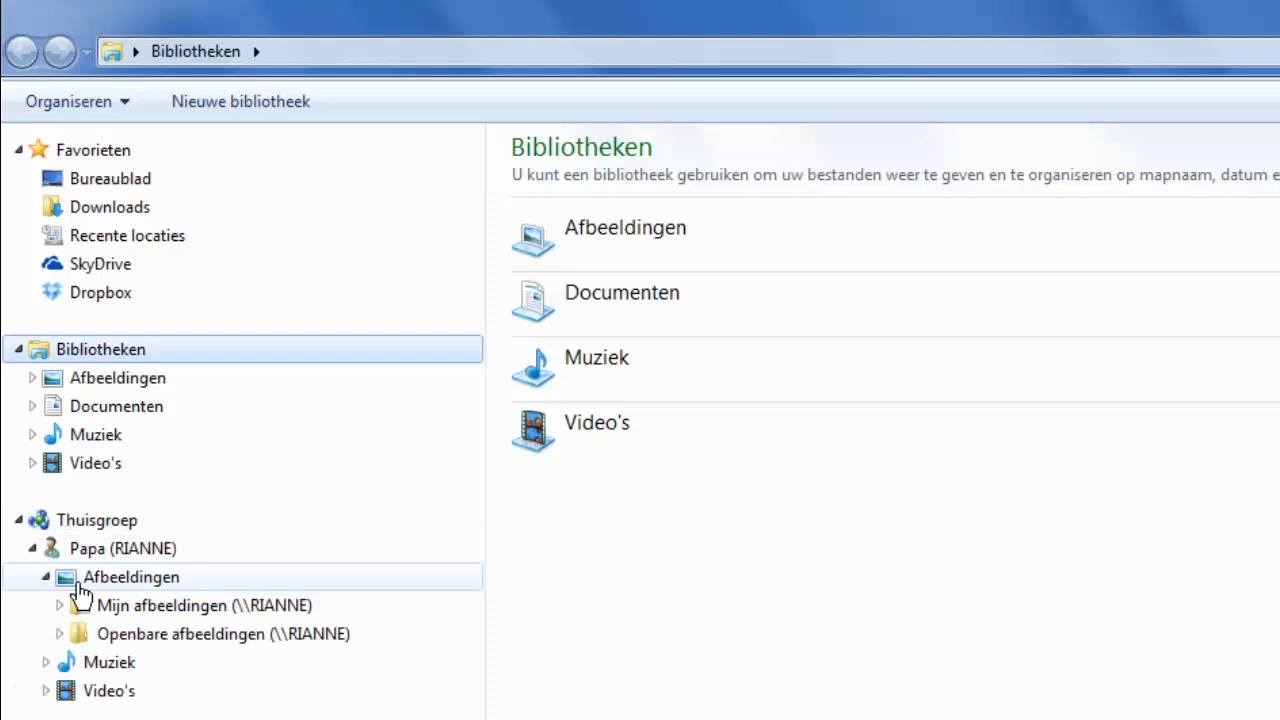 Bibliotheken
Organiseren
Nieuwe bibliotheek
Favorieten
Bureaublad
Downloads
Recente locaties
SkyDrive
Dropbox
Bibliotheken
Afbeeldingen
Documenten
Muziek
Video's
Thuisgroep
Papa (RIANNE)
Afbeeldingen
Mijn afbeeldingen (\\RIANNE)
Openbare afbeeldingen (\\RIANNE)
Muziek
Video's
Bibliotheken
U kunt een bibliotheek gebruiken om uw bestanden weer te geven en te organiseren op mapnaam, datum e
Afbeeldingen
Documenten
Muziek
Video's